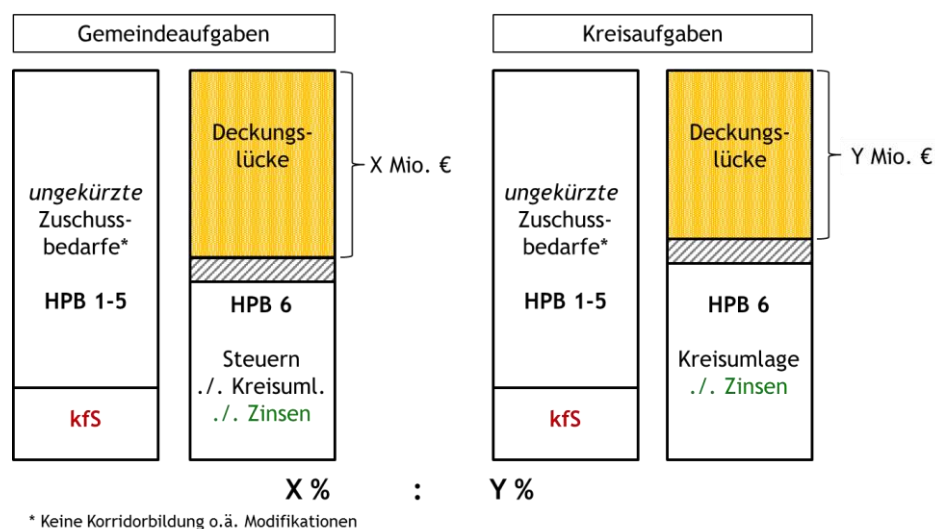 Gemeindeaufgaben
ungekürzte
Zuschuss-
bedarfe*
HPB 1-5
kfS
Deckungs-
lücke
X Mio. €
HPB 6
Steuern
./. Kreisuml.
./. Zinsen
Kreisaufgaben
ungekürzte
Zuschuss-
bedarfe*
HPB 1-5
kfS
Deckungs-
lücke
Y Mio. €
HPB 6
Kreisumlage
./. Zinsen
X % : Y %
* Keine Korridorbildung o.ä. Modifikationen